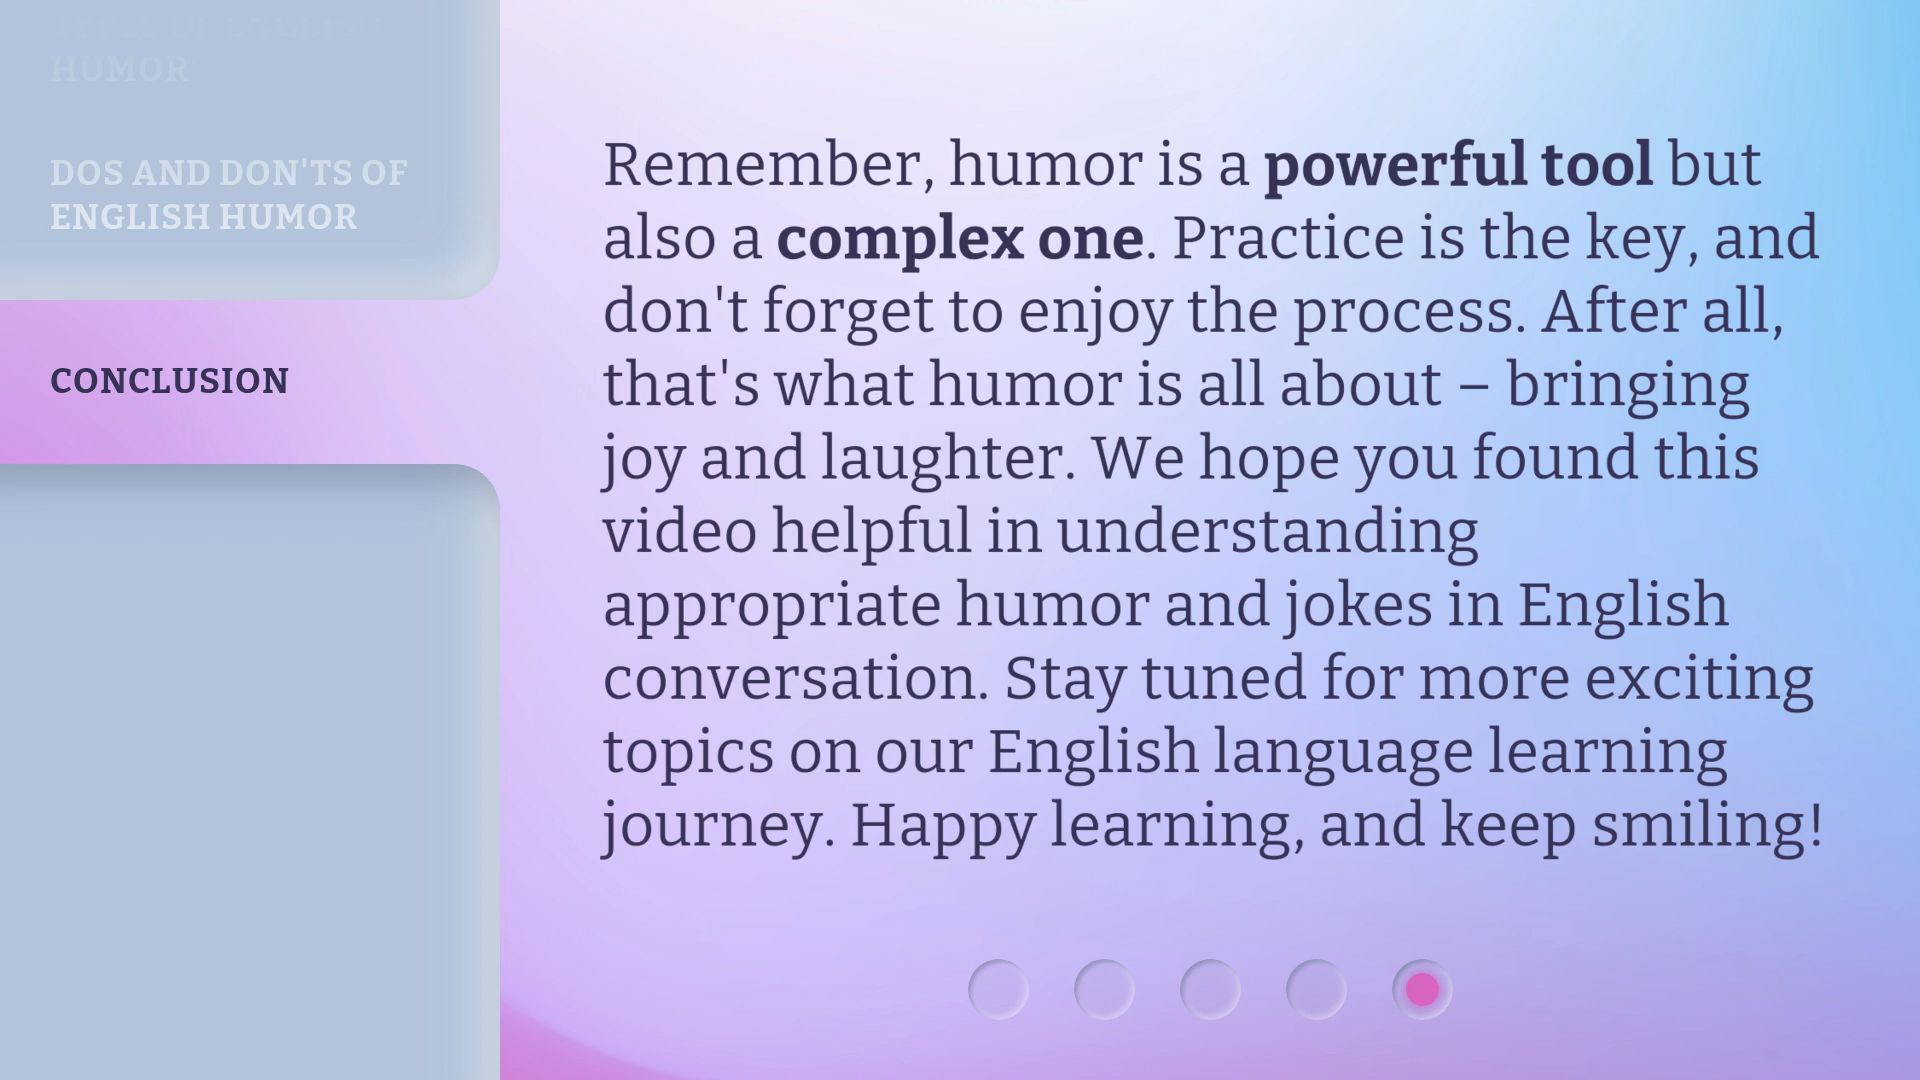 TYPES OF ENGLISH
HUMOR
DOS AND DON'TS OF
ENGLISH HUMOR
CONCLUSION
Remember, humor is a powerful tool but
also a complex one. Practice is the key, and
don't forget to enjoy the process. After all,
that's what humor is all about – bringing
joy and laughter. We hope you found this
video helpful in understanding
appropriate humor and jokes in English
conversation. Stay tuned for more exciting
topics on our English language learning
journey. Happy learning, and keep smiling!